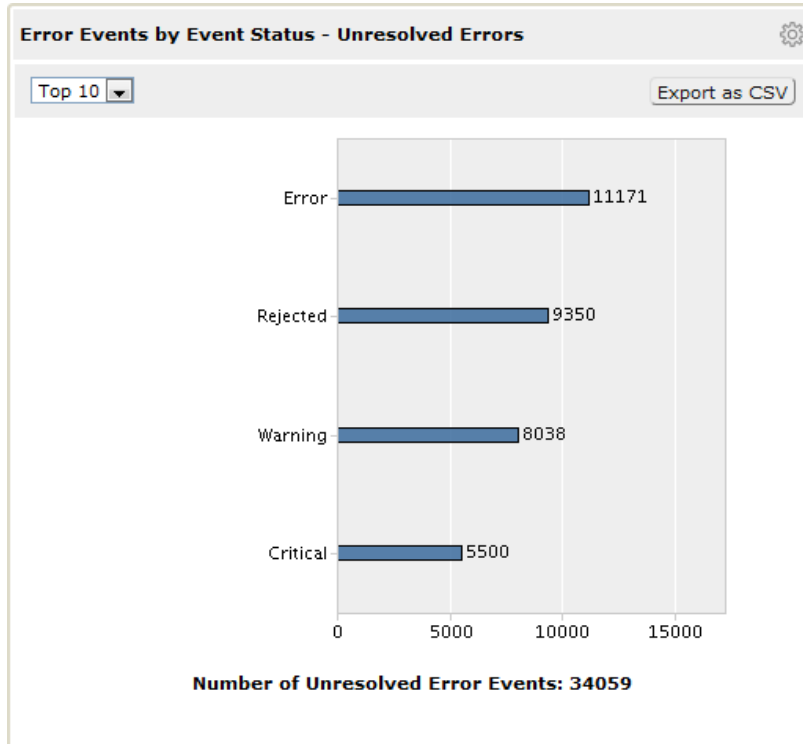 Error Events by Event Status - Unresolved Errors
Top 10
Export as CSV
Error
11171
Rejected
9350
Warning
8038
Critical
5500
0 5000 10000 15000
Number of Unresolved Error Events: 34059